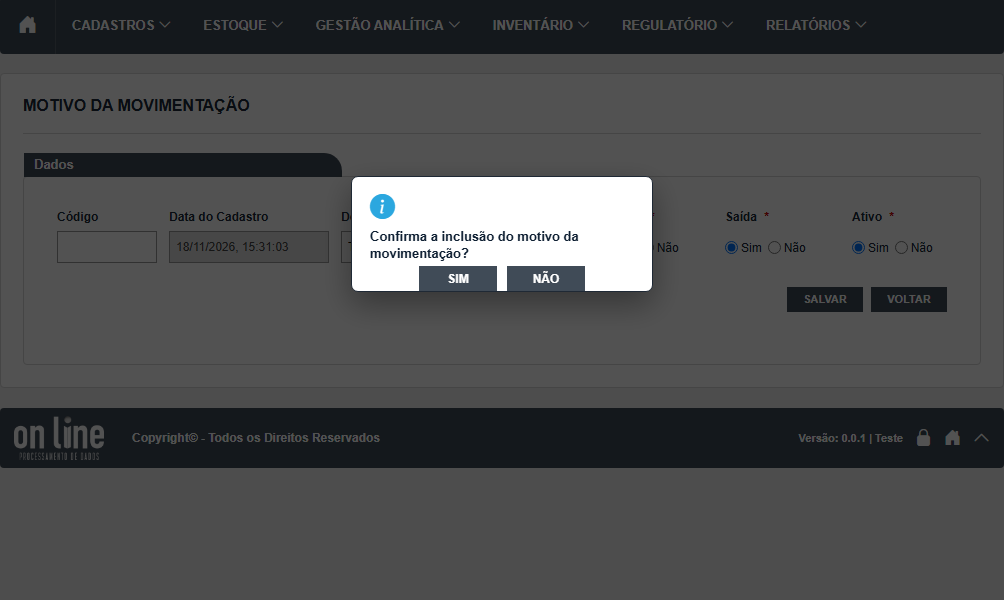 CADASTROS ESTOQUE GESTÃO ANALÍTICA INVENTÁRIO REGULATÓRIO RELATÓRIOS
MOTIVO DA MOVIMENTAÇÃO
Dados
Código Data do Cadastro Saída * Ativo *
18/11/2026, 15:31:03 Não Sim Não Sim Não
Confirma a inclusão do motivo da
movimentação?
SIM NÃO
SALVAR VOLTAR
on line
PROCESSAMENTO DE DADOS
Copyright© - Todos os Direitos Reservados
Versão: 0.0.1 | Teste